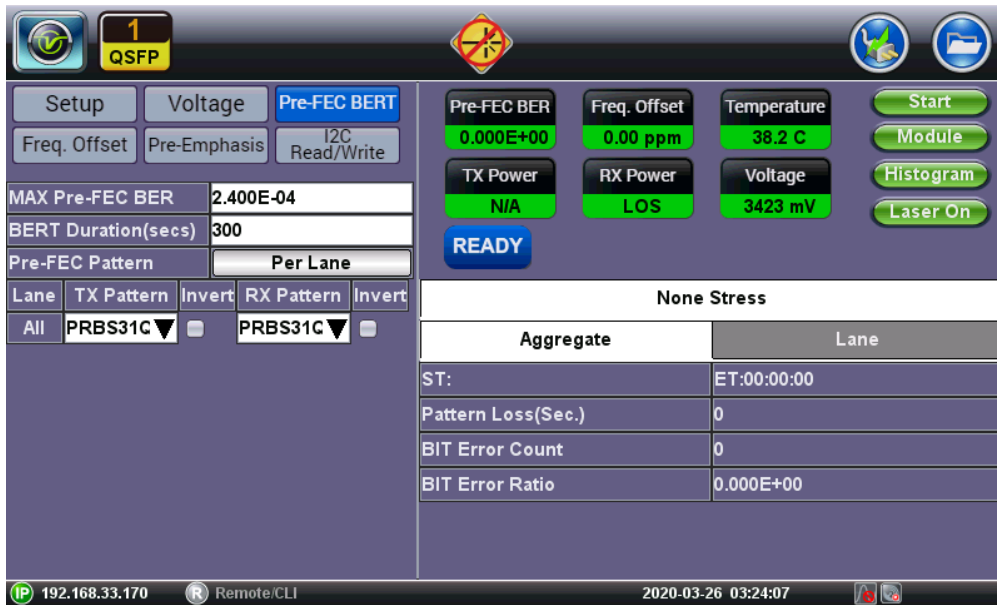 1
QSFP
Setup Voltage Pre-FEC BERT
Freq. Offset Pre-Emphasis I2C Read/Write
MAX Pre-FEC BER 2.400E-04
BERT Duration(secs) 300
Pre-FEC Pattern Per Lane
Lane TX Pattern Invert RX Pattern Invert
All PRBS31Q PRBS31Q
Pre-FEC BER Freq. Offset Temperature Start
0.000E+00 0.00 ppm 38.2 C Module
TX Power RX Power Voltage Histogram
N/A LOS 3423 mV Laser On
READY
None Stress
Aggregate Lane
ST: ET:00:00:00
Pattern Loss(Sec.) 0
BIT Error Count 0
BIT Error Ratio 0.000E+00
IP 192.168.33.170 R Remote/CLI 2020-03-26 03:24:07